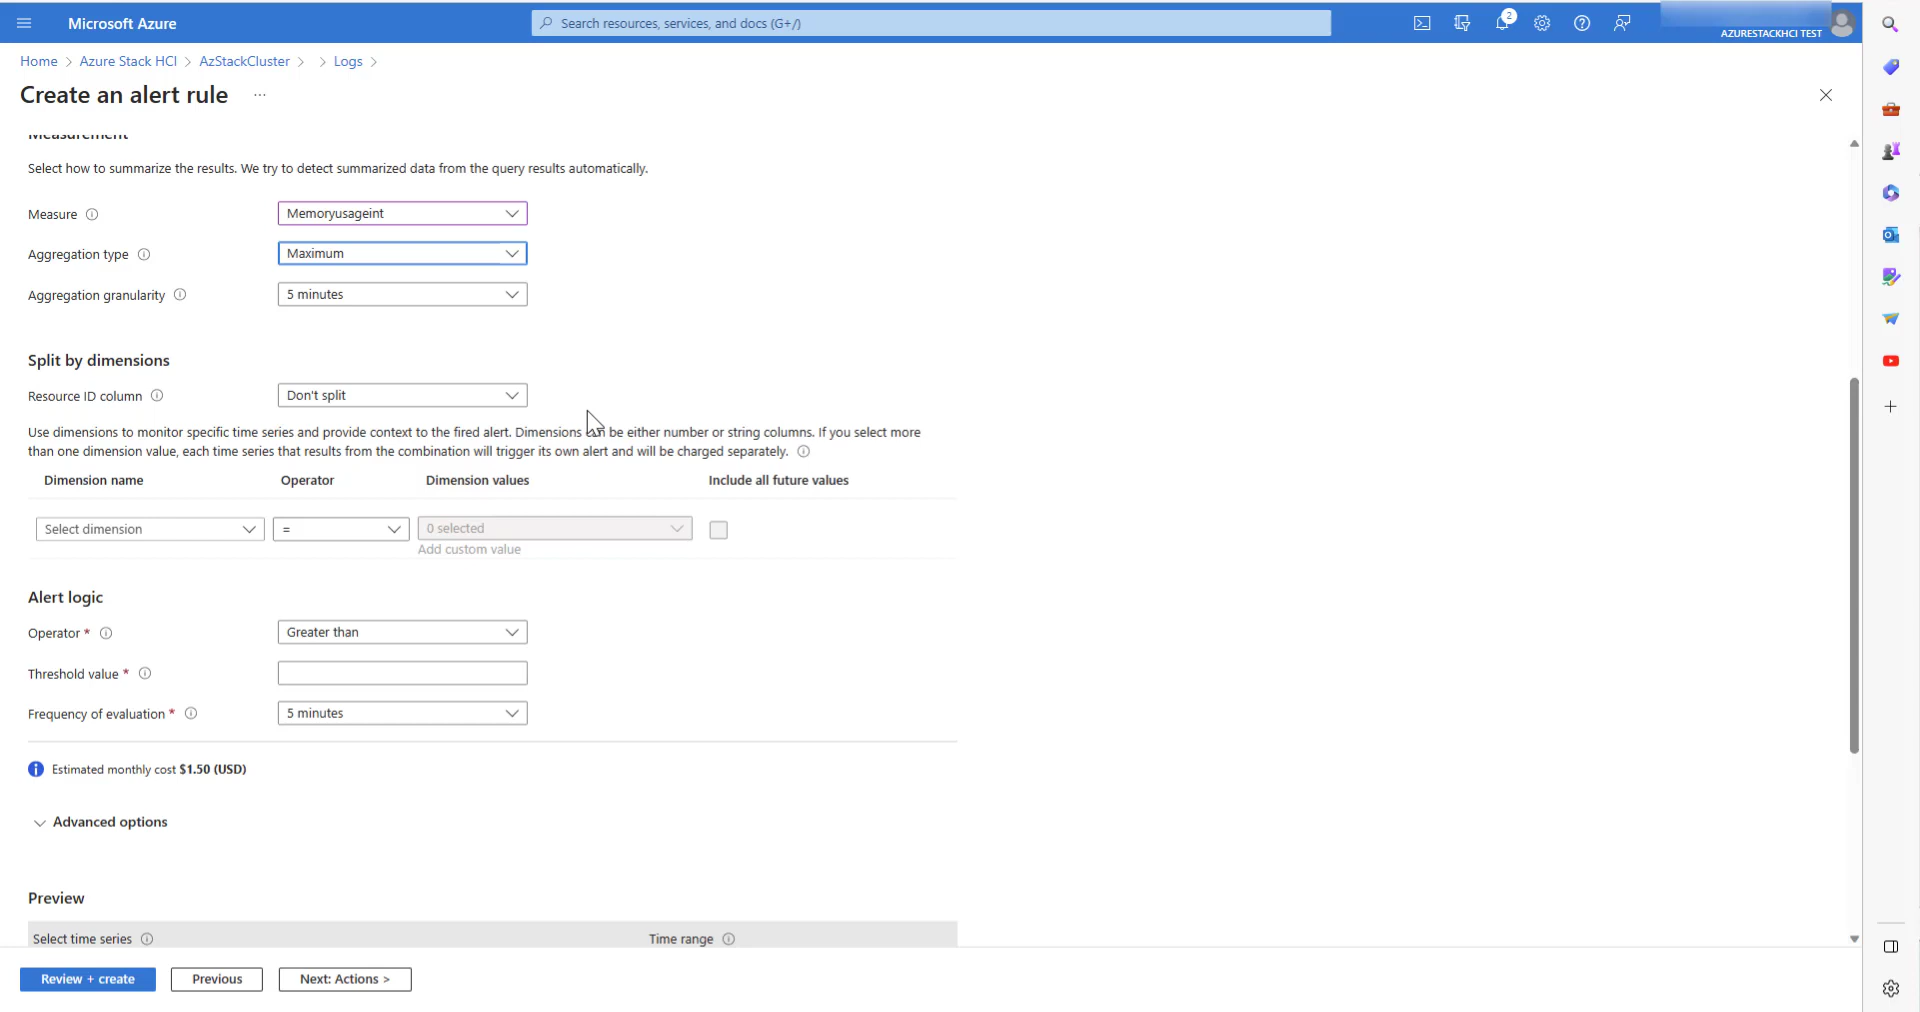 Microsoft Azure
Search resources, services, and docs (G+/)
2
AZURESTACKHCI TEST
Home > Azure Stack HCI > AzStackCluster > > Logs >
Create an alert rule ...
Measurement
Select how to summarize the results. We try to detect summarized data from the query results automatically.
Measure Memoryusageint
Aggregation type Maximum
Aggregation granularity 5 minutes
Split by dimensions
Resource ID column Don't split
Use dimensions to monitor specific time series and provide context to the fired alert. Dimensions can be either number or string columns. If you select more
than one dimension value, each time series that results from the combination will trigger its own alert and will be charged separately.
Dimension name Operator Dimension values Include all future values
Select dimension = 0 selected
Add custom value
Alert logic
Operator * Greater than
Threshold value *
Frequency of evaluation * 5 minutes
Estimated monthly cost $1.50 (USD)
Advanced options
Preview
Select time series Time range
Review + create Previous Next: Actions >